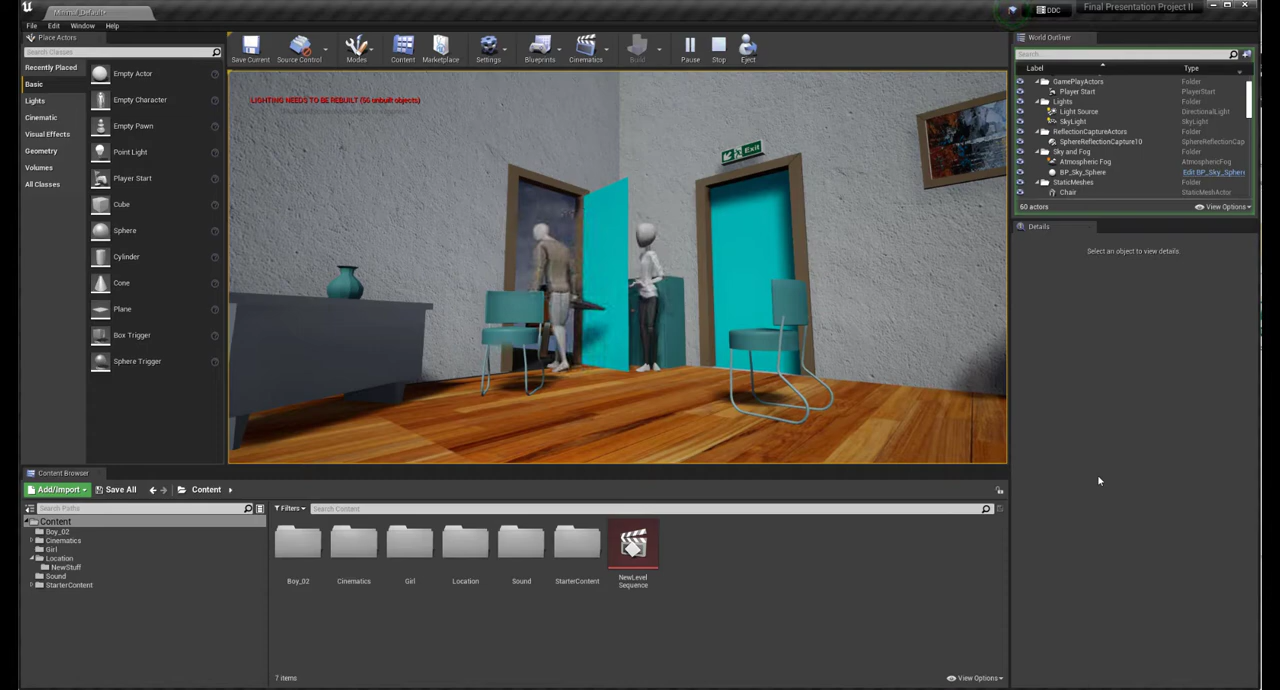 Minimal_Default*
DDC
Final Presentation Project II
File Edit Window Help
Place Actors
Search Classes
Recently Placed
Basic
Lights
Cinematic
Visual Effects
Geometry
Volumes
All Classes
Empty Actor
Empty Character
Empty Pawn
Point Light
Player Start
Cube
Sphere
Cylinder
Cone
Plane
Box Trigger
Sphere Trigger
Save Current
Source Control
Modes
Content
Marketplace
Settings
Blueprints
Cinematics
Build
Pause
Stop
Eject
LIGHTING NEEDS TO BE REBUILT (56 unbuilt objects)
Exit
World Outliner
Search...
Label Type
GamePlayActors Folder
Player Start PlayerStart
Lights Folder
Light Source DirectionalLight
SkyLight SkyLight
ReflectionCaptureActors Folder
SphereReflectionCapture10 SphereReflectionCap
Sky and Fog Folder
Atmospheric Fog AtmosphericFog
BP_Sky_Sphere Edit BP_Sky_Sphere
StaticMeshes Folder
Chair StaticMeshActor
60 actors
View Options
Details
Select an object to view details.
Content Browser
Add/Import
Save All
Content
Search Paths
Content
Boy_02
Cinematics
Girl
Location
NewStuff
Sound
StarterContent
Filters
Search Content
Boy_02
Cinematics
Girl
Location
Sound
StarterContent
NewLevel
Sequence
7 items
View Options